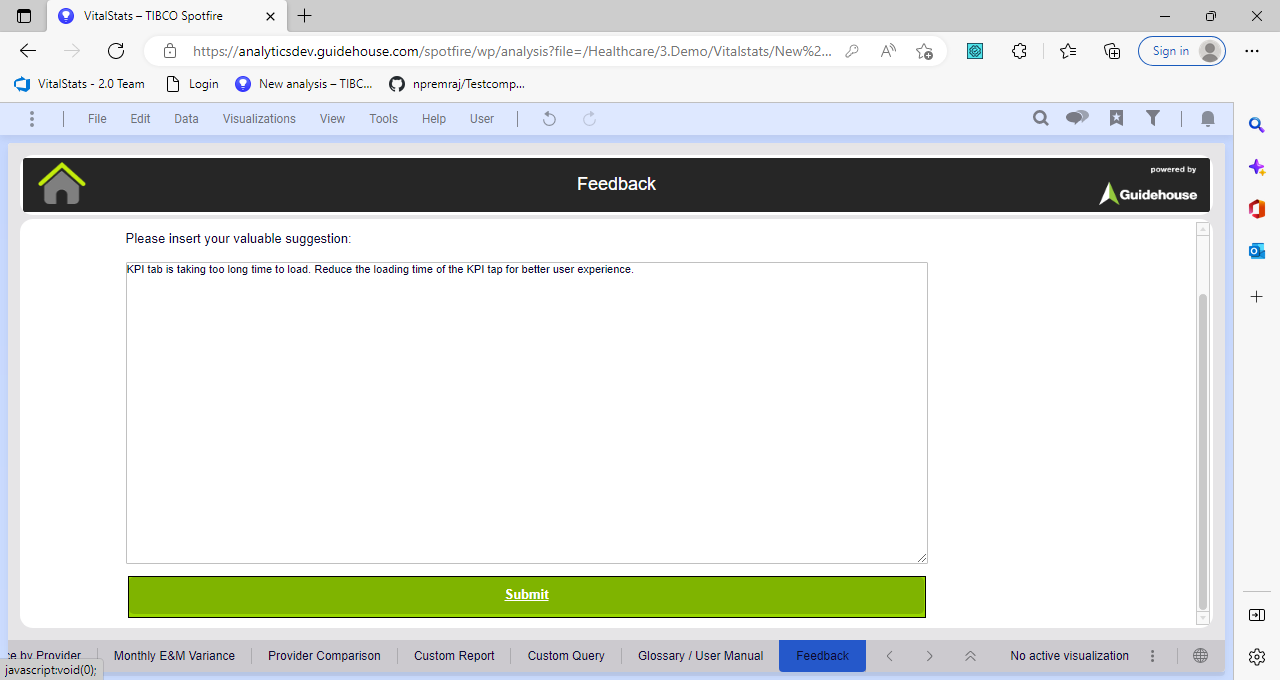 VitalStats – TIBCO Spotfire
https://analyticsdev.guidehouse.com/spotfire/wp/analysis?file=/Healthcare/3.Demo/Vitalstats/New%2...
Sign in
VitalStats - 2.0 Team
Login
New analysis – TIBC...
npremraj/Testcomp...
File
Edit
Data
Visualizations
View
Tools
Help
User
Feedback
powered by
Guidehouse
Please insert your valuable suggestion:
KPI tab is taking too long time to load. Reduce the loading time of the KPI tap for better user experience.
Submit
ce by Provider
Monthly E&M Variance
Provider Comparison
Custom Report
Custom Query
Glossary / User Manual
Feedback
No active visualization
javascript:void(0);